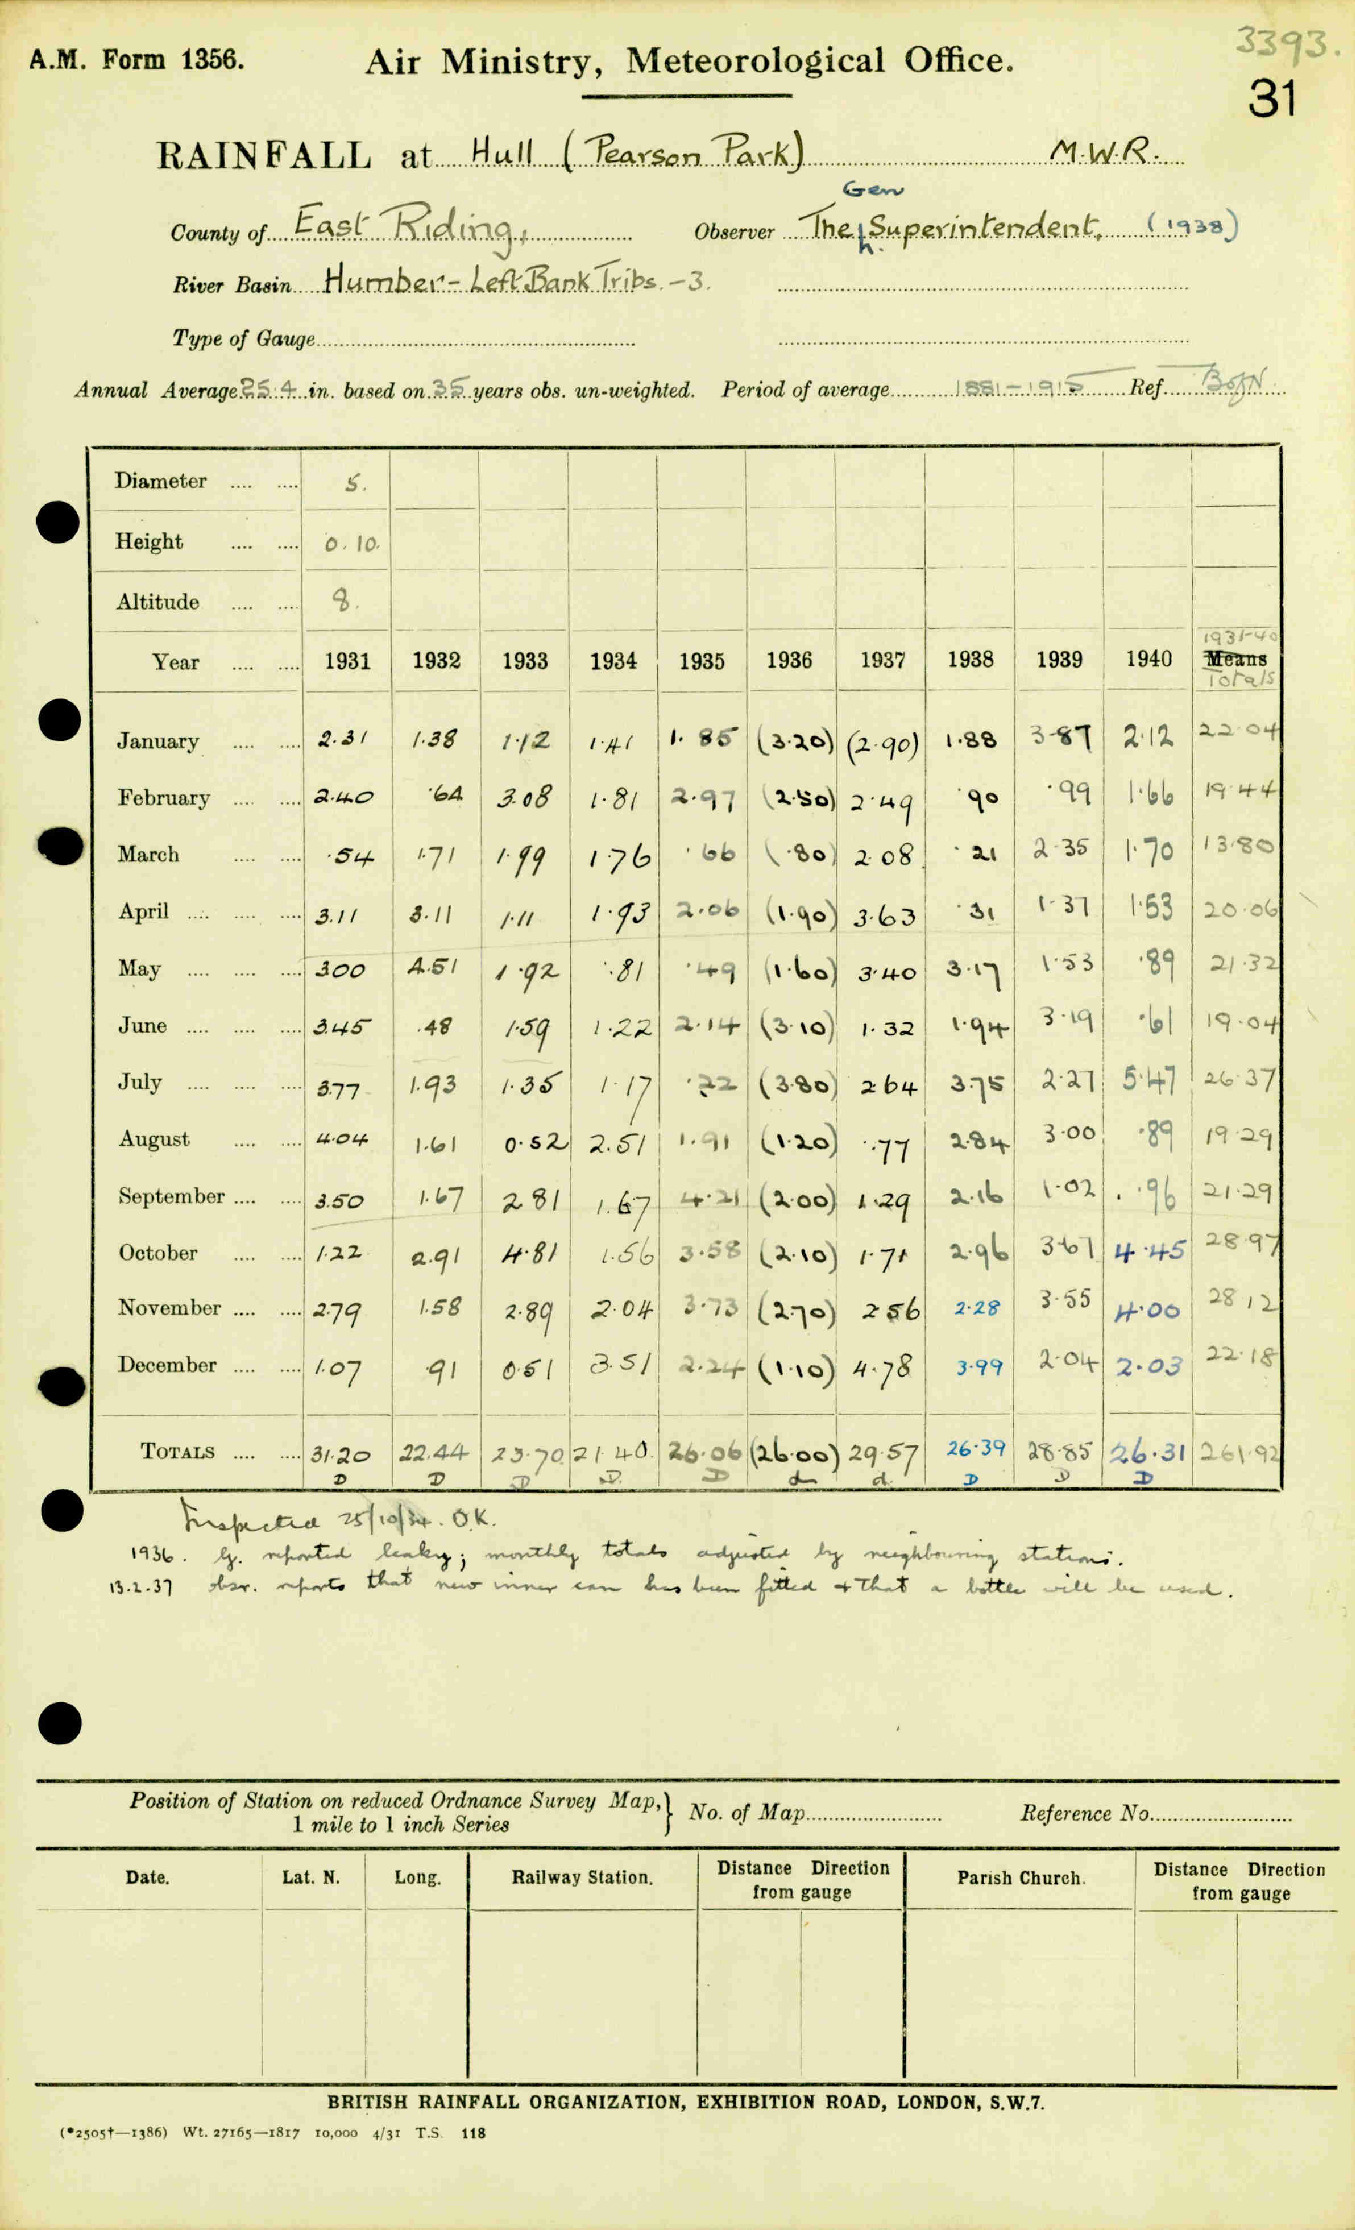 3393.
A.M. Form 1356. Air Ministry, Meteorological Office.
31
RAINFALL at Hull (Pearson Park) M.W.R.
Gen
County of East Riding, Observer The Superintendent, (1938)
River Basin Humber - Left Bank Tribs. - 3.
Type of Gauge
Annual Average 25.4 in. based on 35 years obs. un-weighted. Period of average 1881-1915 Ref.
Diameter 5.
Height 0.10.
Altitude 8.
1931-40
Year 1931 1932 1933 1934 1935 1936 1937 1938 1939 1940 Means
Totals
January 2.31 1.38 1.12 1.41 1.85 (3.20) (2.90) 1.88 3.87 2.12 22.04
February 2.40 .64 3.08 1.81 2.97 (2.50) 2.49 .90 .99 1.66 19.44
March .54 1.71 1.99 1.76 .66 (.80) 2.08 .21 2.35 1.70 13.80
April 3.11 3.11 1.11 1.93 2.06 (1.90) 3.63 .31 1.37 1.53 20.06
May 3.00 4.51 1.92 .81 .49 (1.60) 3.40 3.17 1.53 .89 21.32
June 3.45 .48 1.59 1.22 2.14 (3.10) 1.32 1.94 3.19 .61 19.04
July 3.77 1.93 1.35 1.17 .22 (3.80) 2.64 3.75 2.27 5.47 26.37
August 4.04 1.61 0.52 2.51 1.91 (1.20) .77 2.84 3.00 .89 19.29
September 3.50 1.67 2.81 1.67 4.21 (2.00) 1.29 2.16 1.02 .96 21.29
October 1.22 2.91 4.81 1.56 3.58 (2.10) 1.71 2.96 3.67 4.45 28.97
November 2.79 1.58 2.89 2.04 3.73 (2.70) 2.56 2.28 3.55 4.00 28.12
December 1.07 .91 0.51 3.51 2.24 (1.10) 4.78 3.99 2.04 2.03 22.18
TOTALS 31.20 22.44 23.70 21.40 26.06 (26.00) 29.57 26.39 28.85 26.31 261.92
D D D D D d d D D D
Inspected 25/10/34. O.K.
1936. G. reported leaky; monthly totals adjusted by neighbouring stations.
13.2.37 obsr. reports that new inner can has been fitted & that a bottle will be used.
Position of Station on reduced Ordnance Survey Map,} No. of Map Reference No.
1 mile to 1 inch Series
Date. Lat. N. Long. Railway Station. Distance Direction from gauge Parish Church. Distance Direction from gauge
BRITISH RAINFALL ORGANIZATION, EXHIBITION ROAD, LONDON, S.W.7.
(*2505†—1386) Wt. 27165—1817 10,000 4/31 T.S. 118